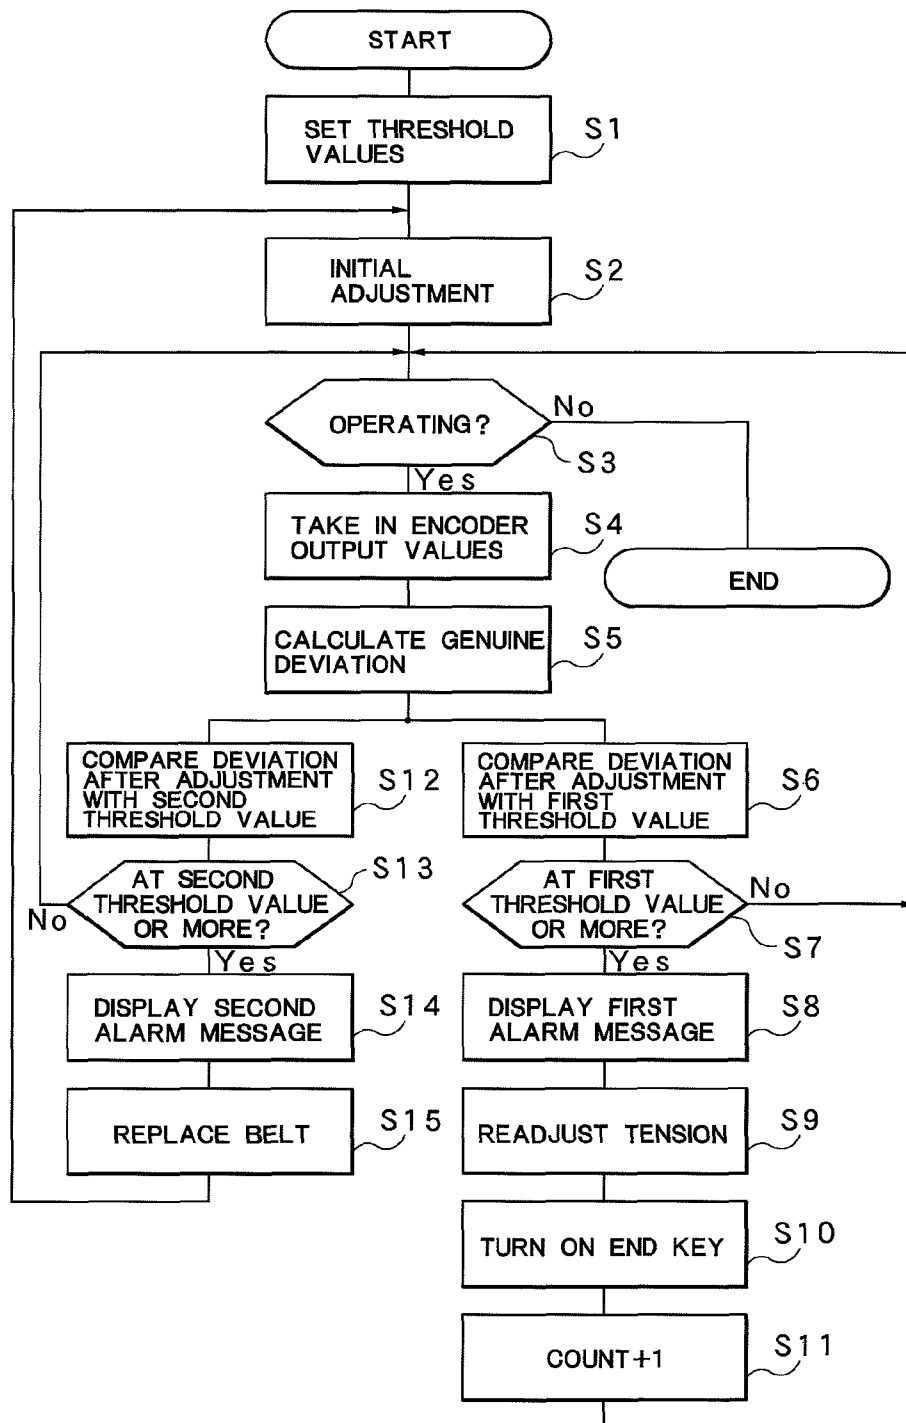 START
SET THRESHOLD
VALUES
S1
INITIAL
ADJUSTMENT
S2
OPERATING?
No
S3
Yes
TAKE IN ENCODER
OUTPUT VALUES
S4
END
CALCULATE GENUINE
DEVIATION
S5
COMPARE DEVIATION
AFTER ADJUSTMENT
WITH SECOND
THRESHOLD VALUE
S12
AT SECOND
THRESHOLD VALUE
OR MORE?
S13
No
Yes
DISPLAY SECOND
ALARM MESSAGE
S14
REPLACE BELT
S15
COMPARE DEVIATION
AFTER ADJUSTMENT
WITH FIRST
THRESHOLD VALUE
S6
AT FIRST
THRESHOLD VALUE
OR MORE?
No
S7
Yes
DISPLAY FIRST
ALARM MESSAGE
S8
READJUST TENSION
S9
TURN ON END KEY
S10
COUNT+1
S11